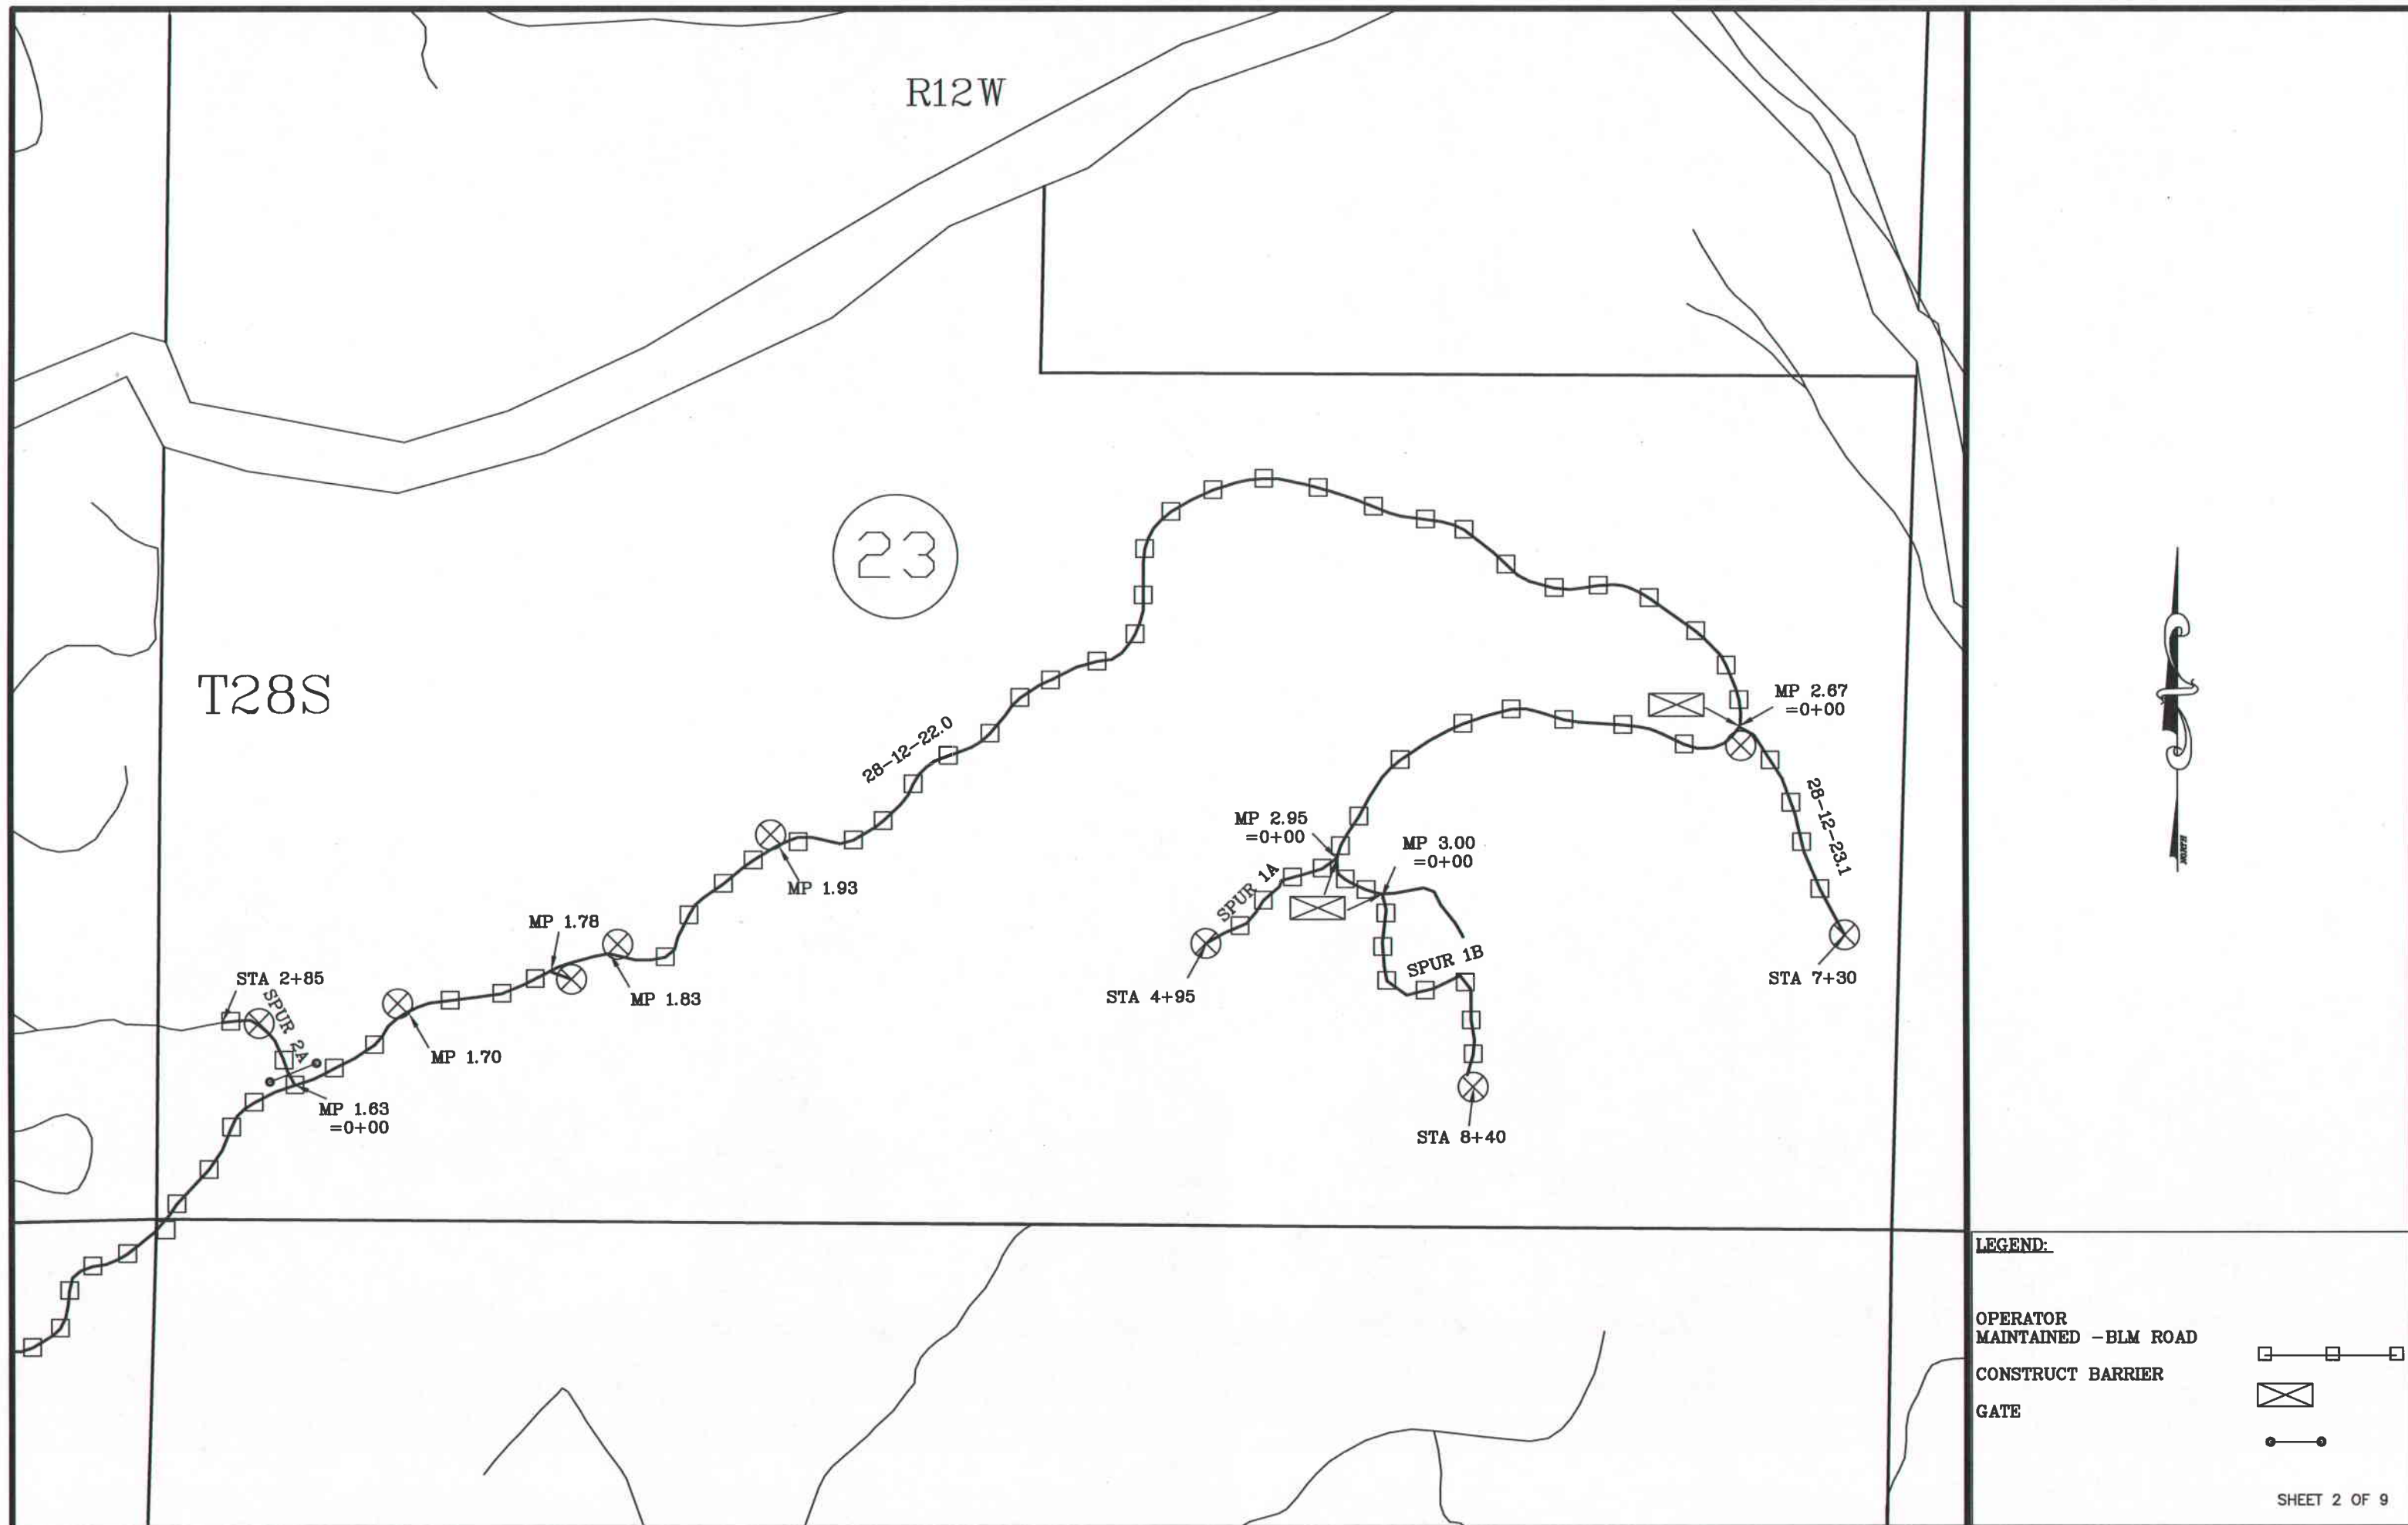 R12W
23
T28S
28-12-22.0
MP 2.67
=0+00
28-12-23.1
MP 2.95
=0+00
MP 3.00
=0+00
SPUR 1A
MP 1.93
MP 1.78
SPUR 1B
STA 2+85
SPUR 2A
MP 1.83
STA 4+95
STA 7+30
MP 1.70
MP 1.63
=0+00
STA 8+40
NORTH
LEGEND:
OPERATOR
MAINTAINED -BLM ROAD
CONSTRUCT BARRIER
GATE
SHEET 2 OF 9